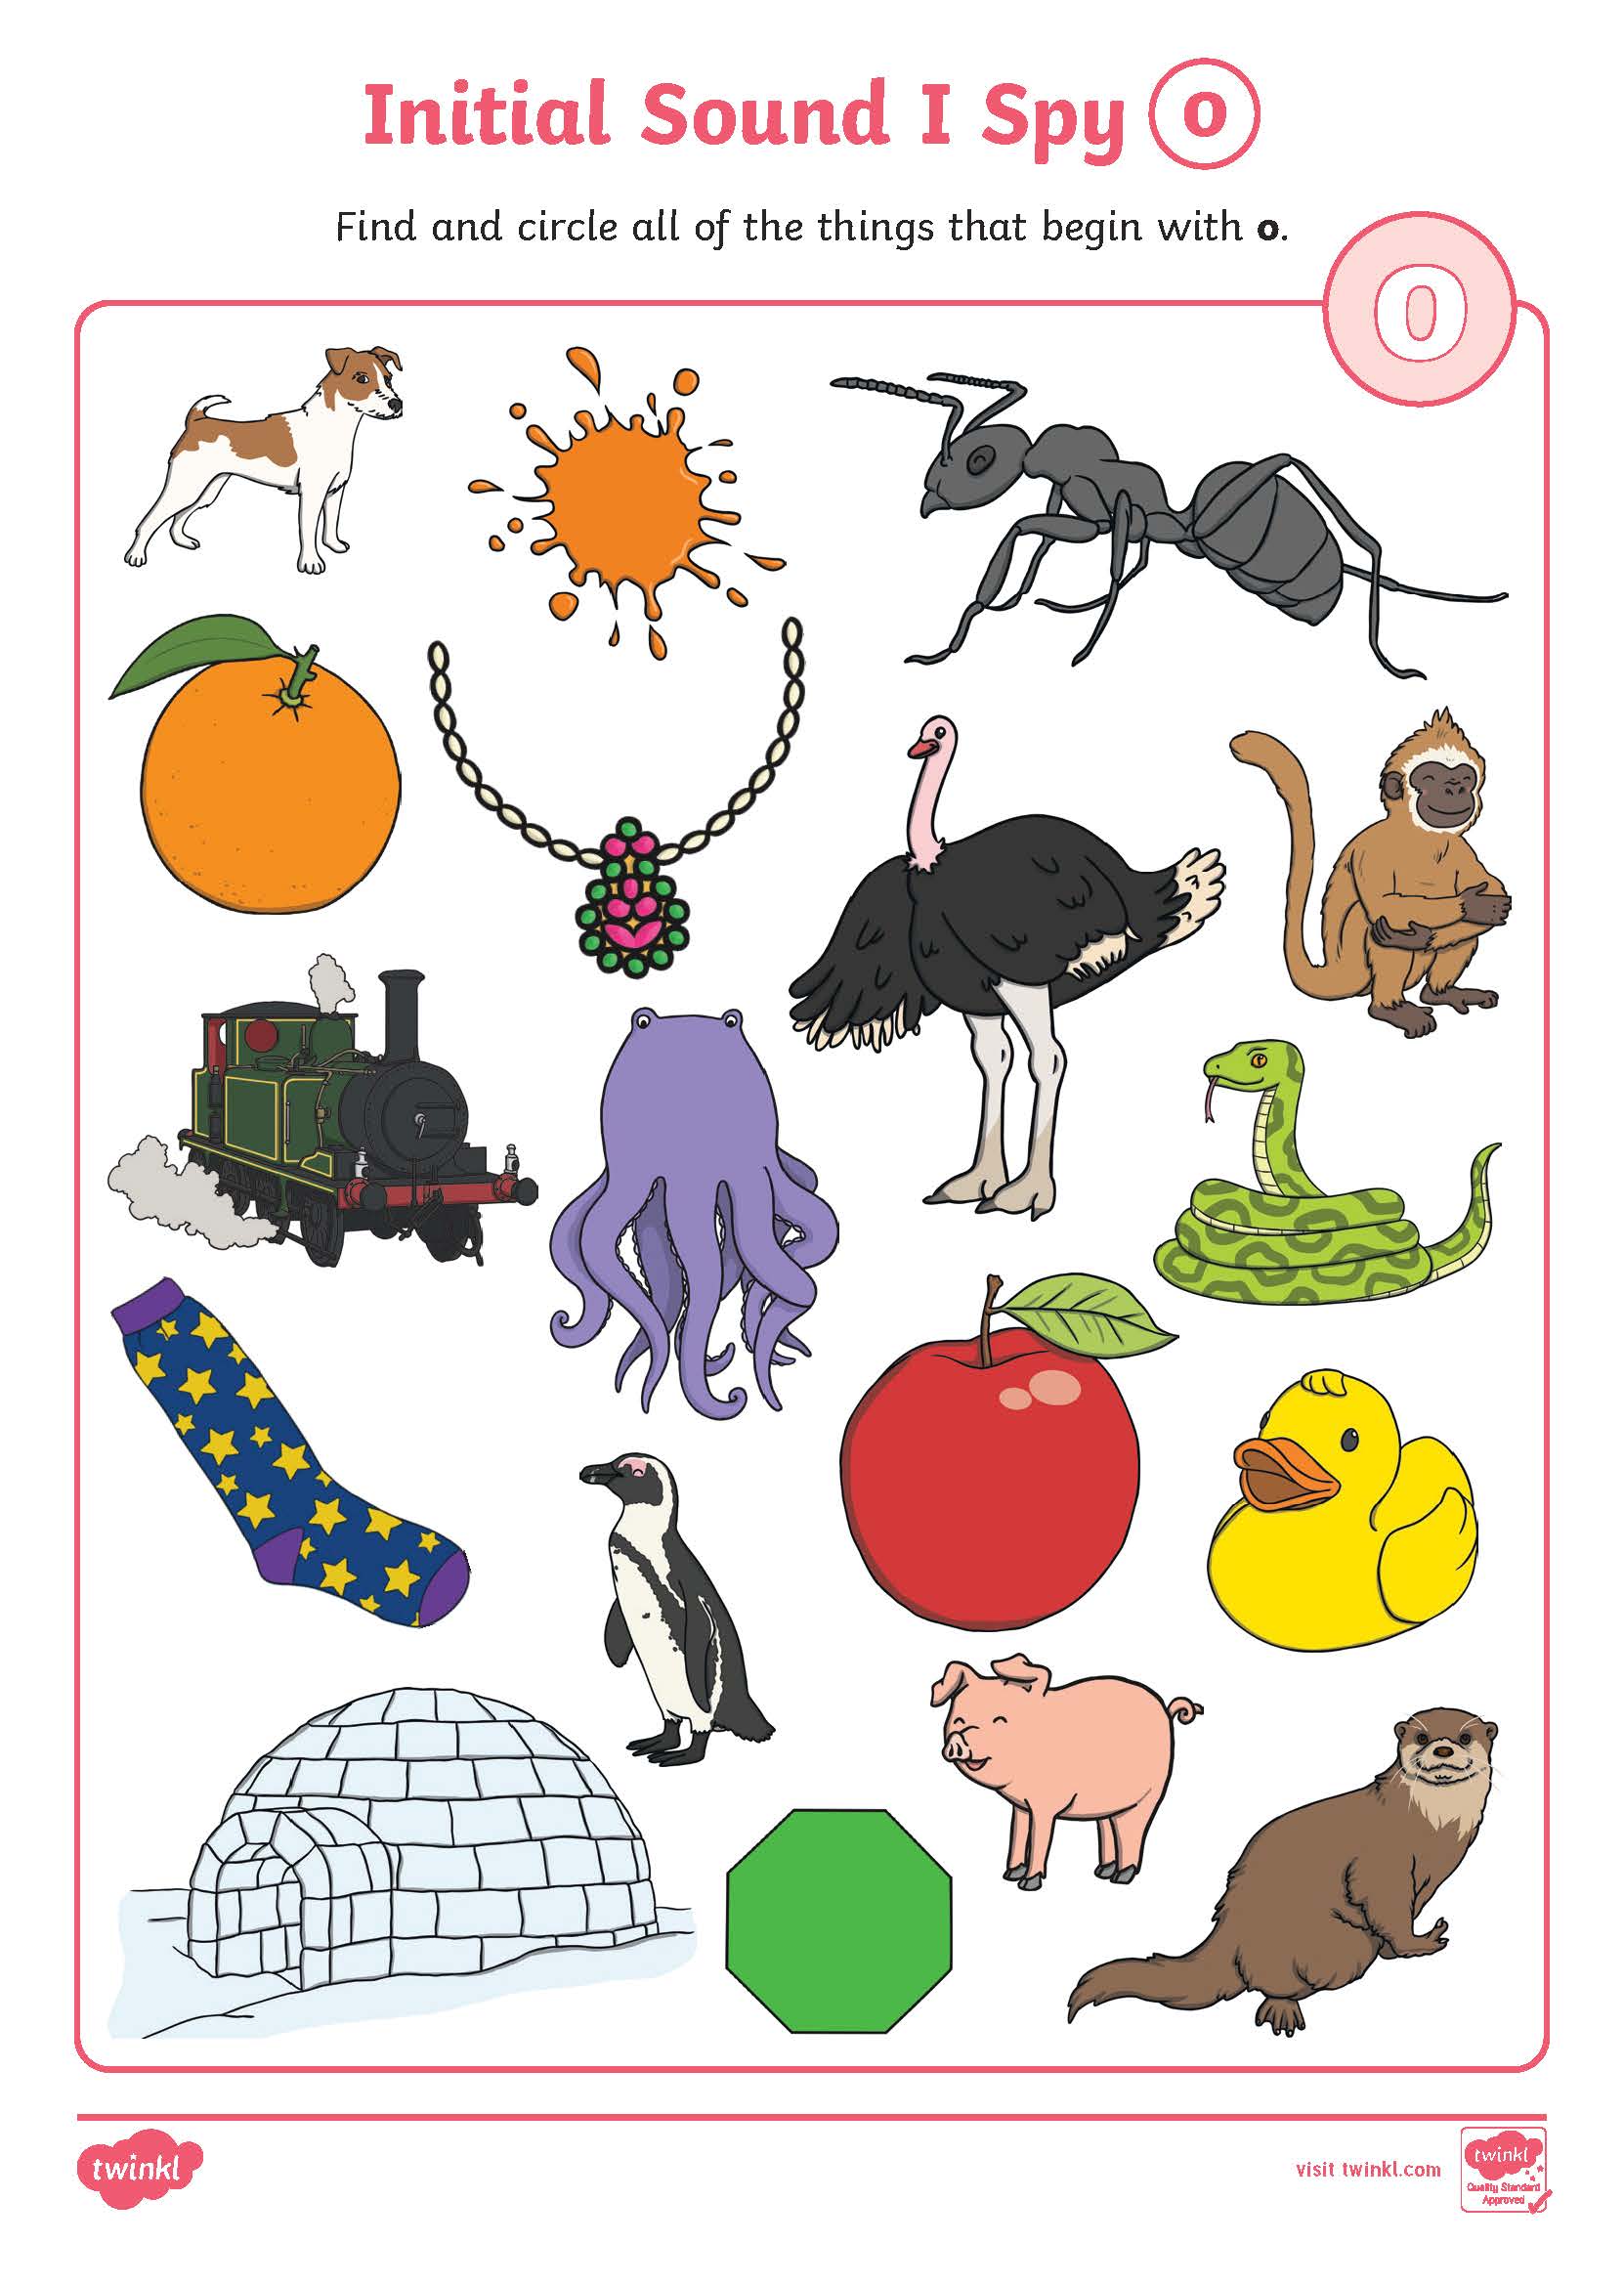 Initial Sound I Spy o
Find and circle all of the things that begin with o.
o
twinkl
visit twinkl.com
twinkl
Quality Standard
Approved